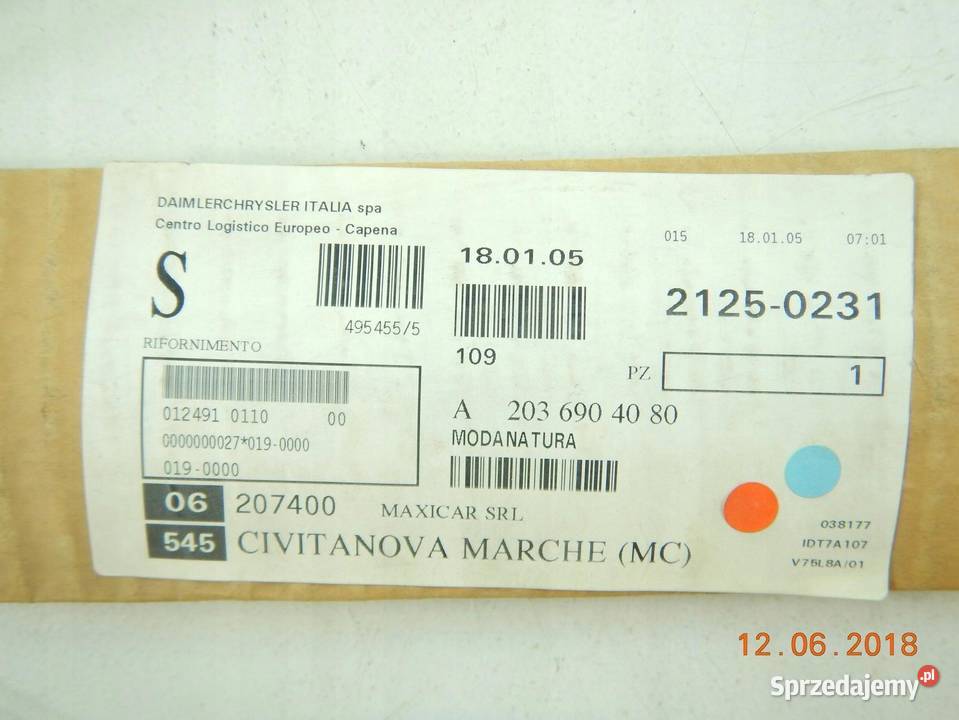 DAIMLERCHRYSLER ITALIA spa
Centro Logistico Europeo - Capena
S
495455/5
18.01.05
109
015 18.01.05 07:01
2125-0231
RIFORNIMENTO
012491 0110 00
0000000027*019-0000
019-0000
PZ 1
A 203 690 40 80
MODANATURA
06 207400 MAXICAR SRL
545 CIVITANOVA MARCHE (MC)
038177
IDT7A107
V75L8A/01
12.06.2018
Sprzedajemy.pl